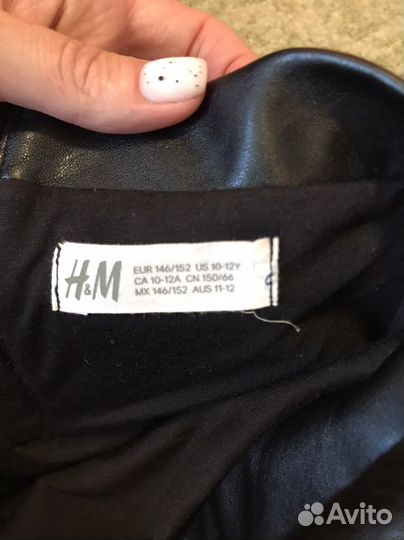 H&M
EUR 146/152 US 10-12Y
CA 10-12A CN 150/66
MX 146/152 AUS 11-12
Avito